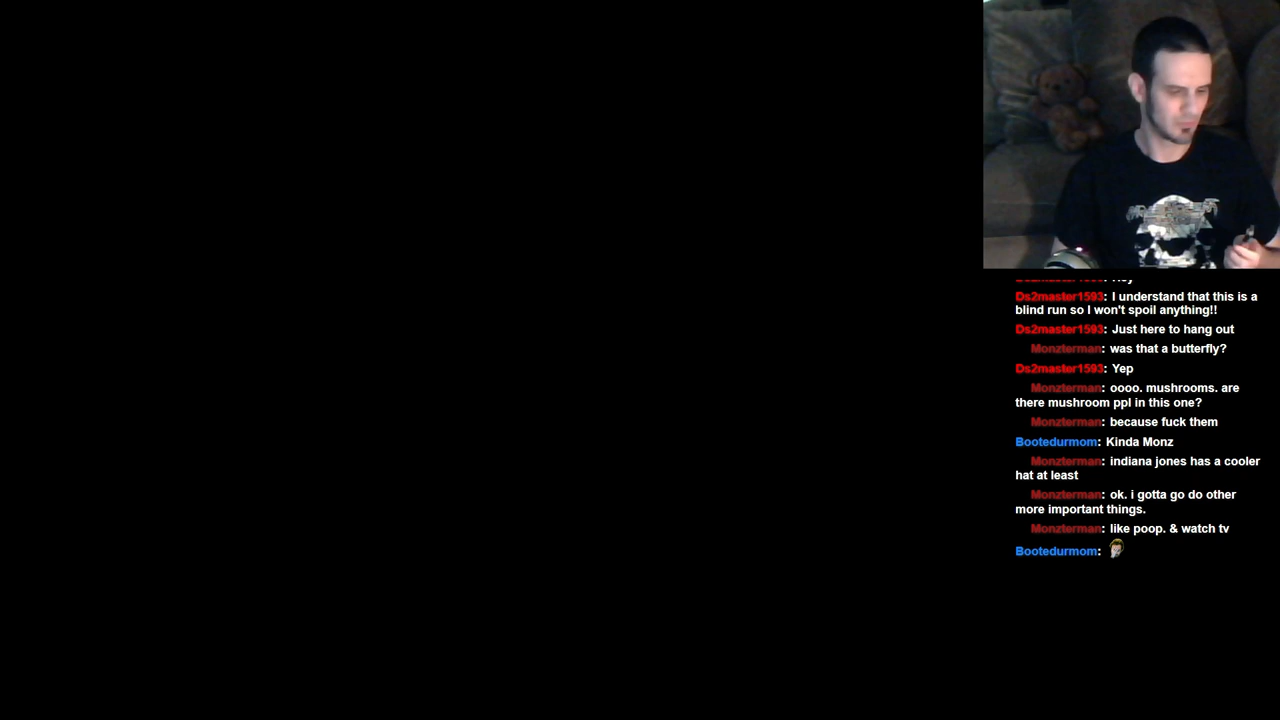 Ds2master1593: I understand that this is a
blind run so I won't spoil anything!!
Ds2master1593: Just here to hang out
Monzterman: was that a butterfly?
Ds2master1593: Yep
Monzterman: oooo. mushrooms. are
there mushroom ppl in this one?
Monzterman: because fuck them
Bootedurmom: Kinda Monz
Monzterman: indiana jones has a cooler
hat at least
Monzterman: ok. i gotta go do other
more important things.
Monzterman: like poop. & watch tv
Bootedurmom: